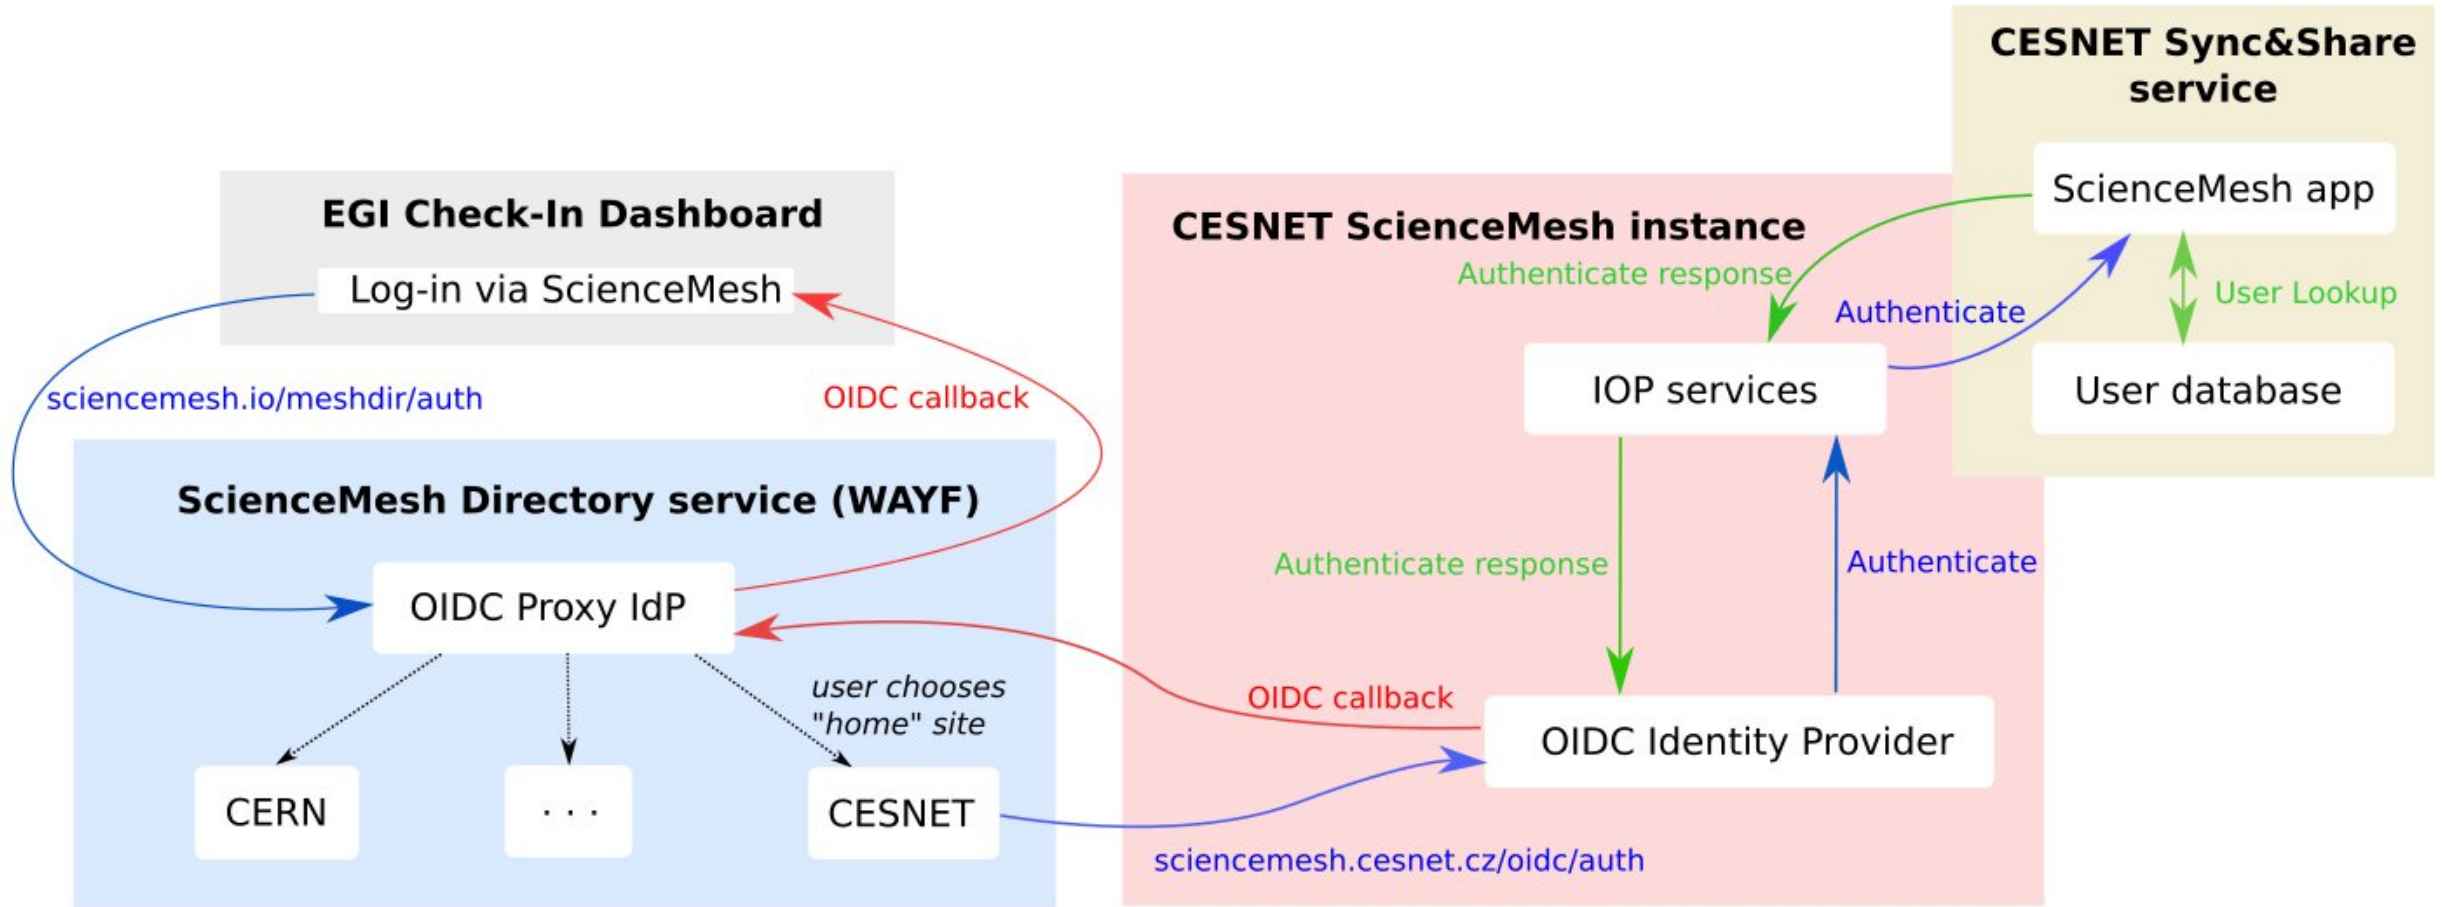 CESNET Sync&Share
service
ScienceMesh app
User Lookup
User database
EGI Check-In Dashboard
Log-in via ScienceMesh
sciencemesh.io/meshdir/auth
OIDC callback
CESNET ScienceMesh instance
Authenticate response
Authenticate
IOP services
Authenticate response
Authenticate
OIDC callback
OIDC Identity Provider
sciencemesh.cesnet.cz/oidc/auth
ScienceMesh Directory service (WAYF)
OIDC Proxy IdP
user chooses
"home" site
CERN
. . .
CESNET